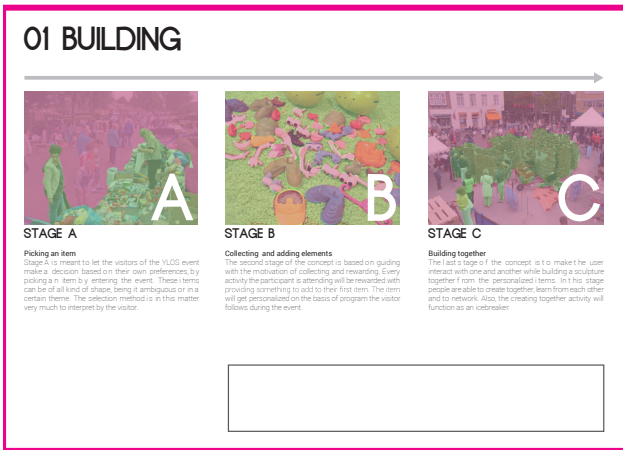 01 BUILDING
A
B
C
STAGE A
Picking an item
Stage A is meant to let the visitors of the YLOS event
make a decision based on their own preferences, by
picking an item by entering the event. These items
can be of all kind of shape, being it ambiguous or in a
certain theme. The selection method is in this matter
very much to interpret by the visitor.
STAGE B
Collecting and adding elements
The second stage of the concept is based on guiding
with the motivation of collecting and rewarding. Every
activity the participant is attending will be rewarded with
providing something to add to their first item. The item
will get personalized on the basis of program the visitor
follows during the event.
STAGE C
Building together
The last stage of the concept is to make the user
interact with one and another while building a sculpture
together from the personalized items. In this stage
people are able to create together, learn from each other
and to network. Also, the creating together activity will
function as an icebreaker.